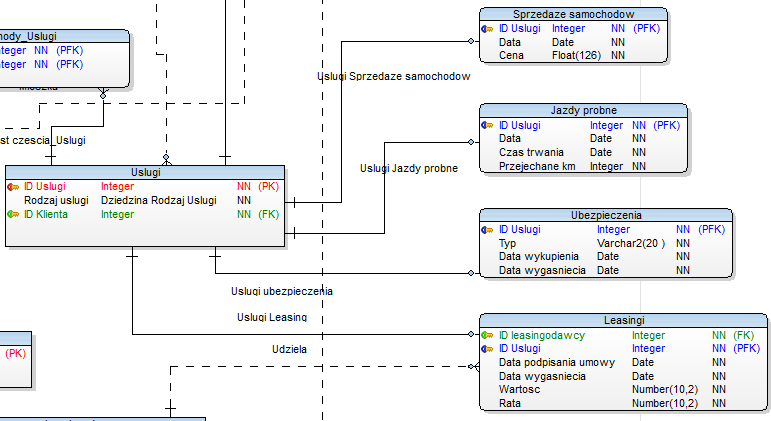 ody_Uslugi
teger NN (PFK)
teger NN (PFK)
st czescia_Uslugi
Uslugi
ID Uslugi Integer NN (PK)
Rodzaj uslugi Dziedzina Rodzaj Uslugi NN
ID Klienta Integer NN (FK)
(PK)
Uslugi Sprzedaze samochodow
Uslugi Jazdy probne
Uslugi ubezpieczenia
Uslugi Leasing
Udziela
Sprzedaze samochodow
ID Uslugi Integer NN (PFK)
Data Date NN
Cena Float(126) NN
Jazdy probne
ID Uslugi Integer NN (PFK)
Data Date NN
Czas trwania Date NN
Przejechane km Integer NN
Ubezpieczenia
ID Uslugi Integer NN (PFK)
Typ Varchar2(20 ) NN
Data wykupienia Date NN
Data wygasniecia Date NN
Leasingi
ID leasingodawcy Integer NN (FK)
ID Uslugi Integer NN (PFK)
Data podpisania umowy Date NN
Data wygasniecia Date NN
Wartosc Number(10,2) NN
Rata Number(10,2) NN